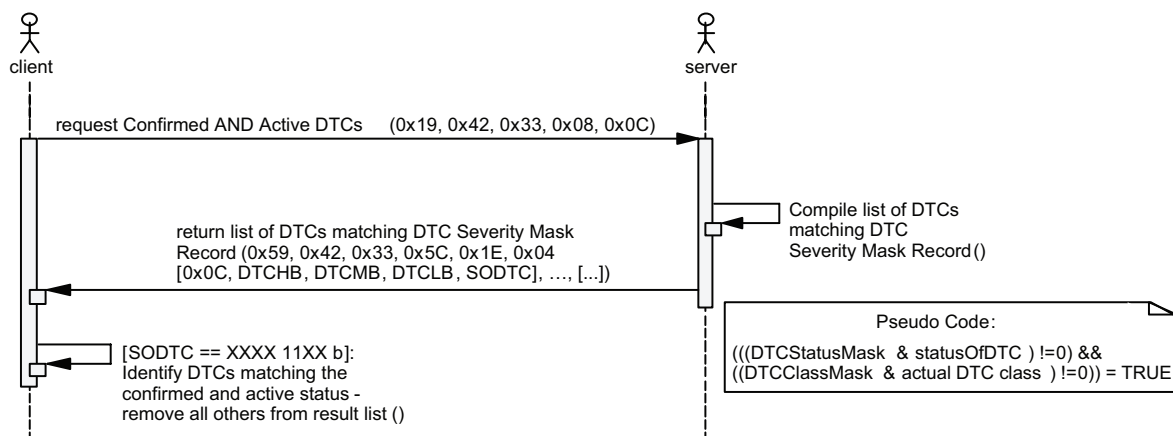 client
server
request Confirmed AND Active DTCs (0x19, 0x42, 0x33, 0x08, 0x0C)
Compile list of DTCs
matching DTC
Severity Mask Record()
return list of DTCs matching DTC Severity Mask
Record (0x59, 0x42, 0x33, 0x5C, 0x1E, 0x04
[0x0C, DTCHB, DTCMB, DTCLB, SODTC], …, [...])
Pseudo Code:
(((DTCStatusMask & statusOfDTC ) !=0) &&
((DTCClassMask & actual DTC class ) !=0)) = TRUE
[SODTC == XXXX 11XX b]:
Identify DTCs matching the
confirmed and active status -
remove all others from result list ()